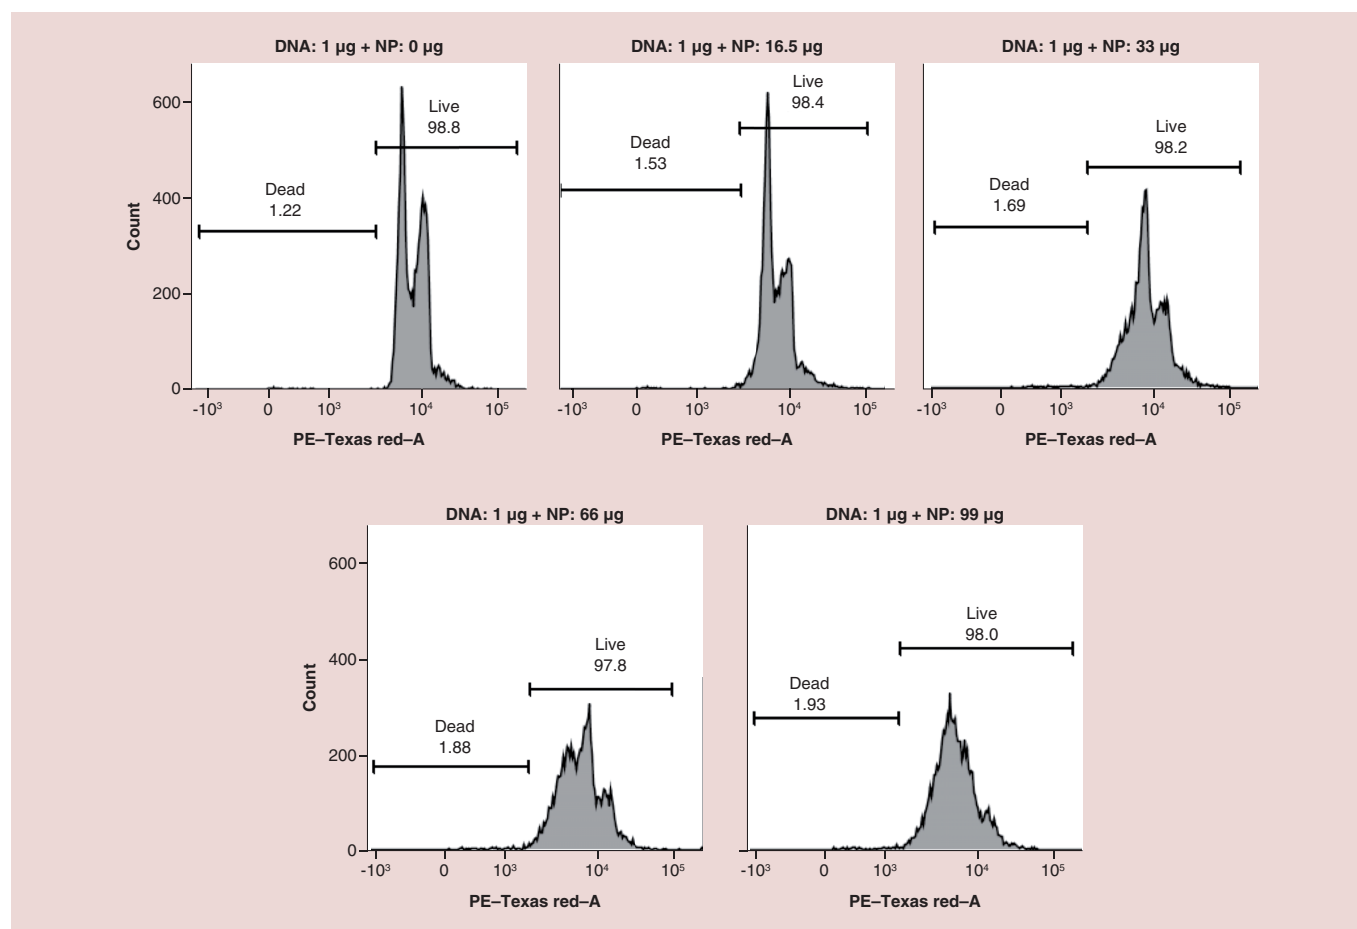 DNA: 1 µg + NP: 0 µg
Count
600
400
200
0
Live
98.8
Dead
1.22
-10³ 0 10³ 10⁴ 10⁵
PE–Texas red–A
DNA: 1 µg + NP: 16.5 µg
Live
98.4
Dead
1.53
-10³ 0 10³ 10⁴ 10⁵
PE–Texas red–A
DNA: 1 µg + NP: 33 µg
Live
98.2
Dead
1.69
-10³ 0 10³ 10⁴ 10⁵
PE–Texas red–A
DNA: 1 µg + NP: 66 µg
Count
600
400
200
0
Live
97.8
Dead
1.88
-10³ 0 10³ 10⁴ 10⁵
PE–Texas red–A
DNA: 1 µg + NP: 99 µg
Live
98.0
Dead
1.93
-10³ 0 10³ 10⁴ 10⁵
PE–Texas red–A